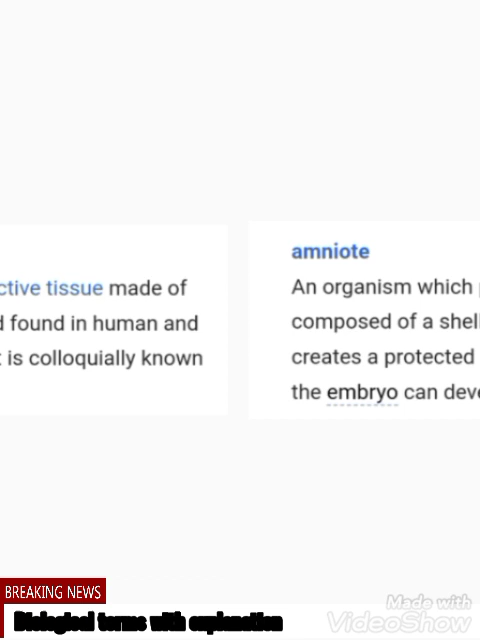 ctive tissue made of
found in human and
is colloquially known
amniote
An organism which
composed of a shell
creates a protected
the embryo can deve
BREAKING NEWS
Biological terms with explanation
Made with
VideoShow